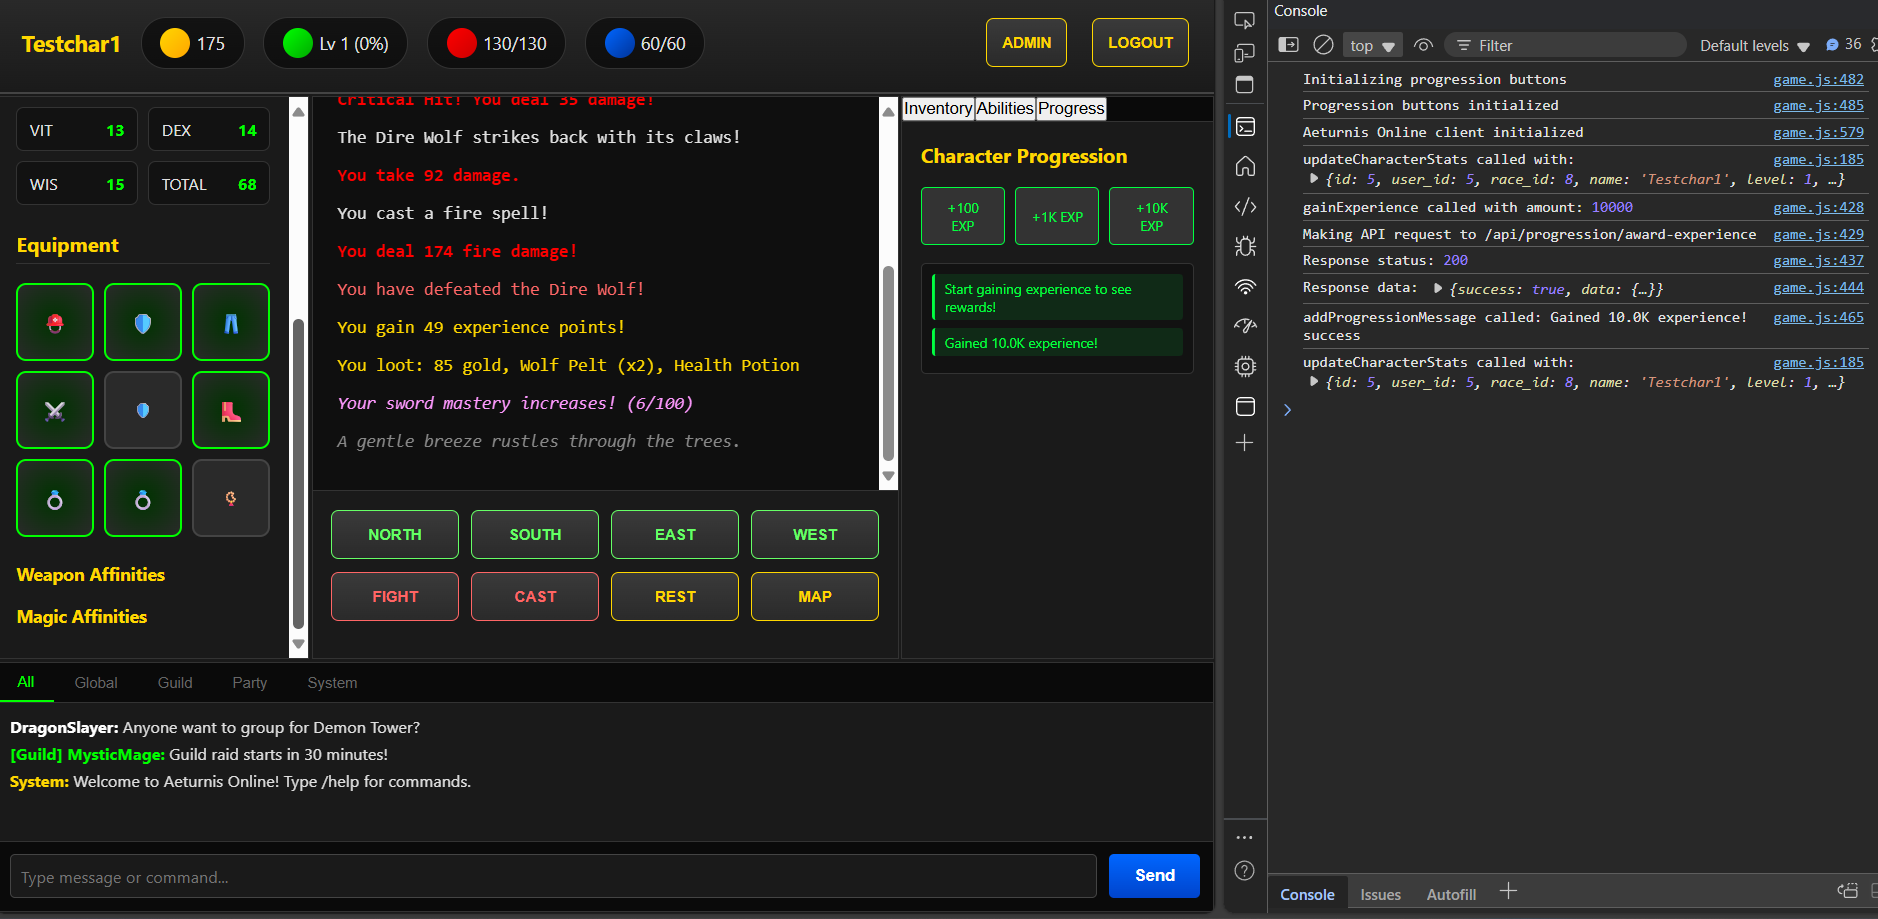 Testchar1
175
Lv 1 (0%)
130/130
60/60
ADMIN
LOGOUT
VIT 13
DEX 14
WIS 15
TOTAL 68
Equipment
Weapon Affinities
Magic Affinities
Critical Hit! You deal 35 damage!
The Dire Wolf strikes back with its claws!
You take 92 damage.
You cast a fire spell!
You deal 174 fire damage!
You have defeated the Dire Wolf!
You gain 49 experience points!
You loot: 85 gold, Wolf Pelt (x2), Health Potion
Your sword mastery increases! (6/100)
A gentle breeze rustles through the trees.
NORTH
SOUTH
EAST
WEST
FIGHT
CAST
REST
MAP
Inventory
Abilities
Progress
Character Progression
+100
EXP
+1K EXP
+10K
EXP
Start gaining experience to see
rewards!
Gained 10.0K experience!
All
Global
Guild
Party
System
DragonSlayer: Anyone want to group for Demon Tower?
[Guild] MysticMage: Guild raid starts in 30 minutes!
System: Welcome to Aeturnis Online! Type /help for commands.
Type message or command...
Send
Console
top
Filter
Default levels
36
Initializing progression buttons game.js:482
Progression buttons initialized game.js:485
Aeturnis Online client initialized game.js:579
updateCharacterStats called with: game.js:185
{id: 5, user_id: 5, race_id: 8, name: 'Testchar1', level: 1, …}
gainExperience called with amount: 10000 game.js:428
Making API request to /api/progression/award-experience game.js:429
Response status: 200 game.js:437
Response data: {success: true, data: {…}} game.js:444
addProgressionMessage called: Gained 10.0K experience! game.js:465
success
updateCharacterStats called with: game.js:185
{id: 5, user_id: 5, race_id: 8, name: 'Testchar1', level: 1, …}
Console
Issues
Autofill